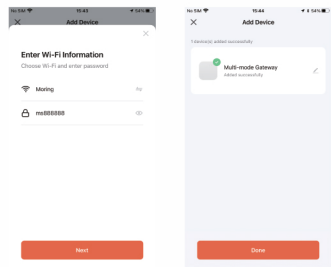 No SIM 15:43 54%
Add Device
Enter Wi-Fi Information
Choose Wi-Fi and enter password
Moring
ms888888
Next
No SIM 15:44 54%
Add Device
1 device(s) added successfully
Multi-mode Gateway
Added successfully
Done